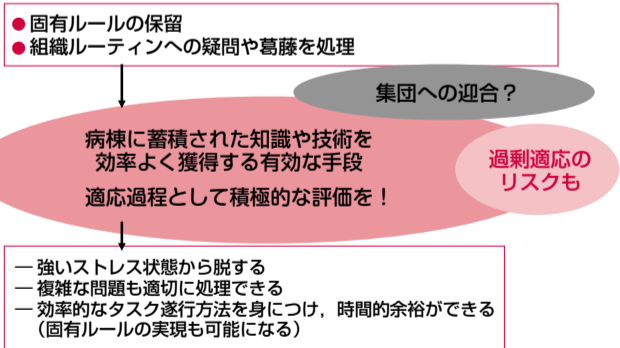 ● 固有ルールの保留
● 組織ルーティンへの疑問や葛藤を処理
集団への迎合？
病棟に蓄積された知識や技術を
効率よく獲得する有効な手段
適応過程として積極的な評価を！
過剰適応の
リスクも
― 強いストレス状態から脱する
― 複雑な問題も適切に処理できる
― 効率的なタスク遂行方法を身につけ，時間的余裕ができる
（固有ルールの実現も可能になる）